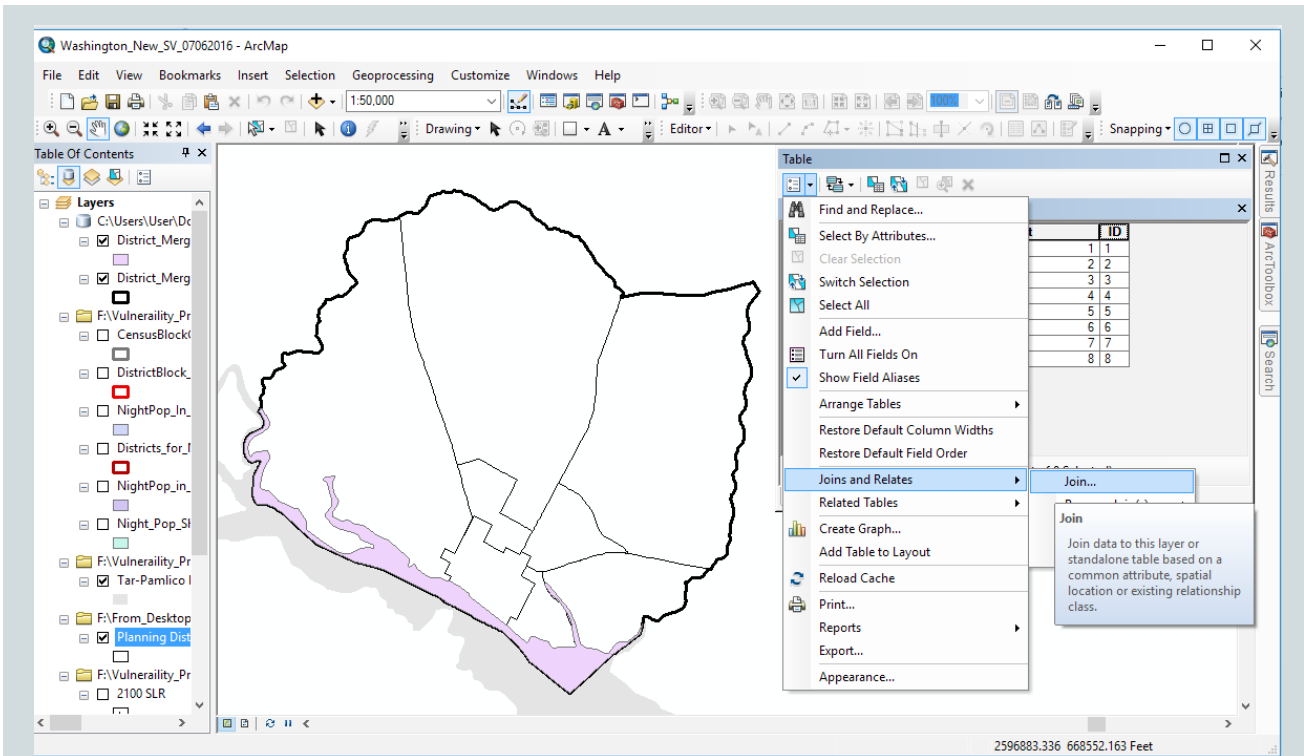 Washington_New_SV_07062016 - ArcMap
File Edit View Bookmarks Insert Selection Geoprocessing Customize Windows Help
1:50,000
100%
Drawing
A
Editor
Snapping
Table Of Contents
Layers
C:\Users\User\Dc
District_Merg
District_Merg
F:\Vulneraility_Pr
CensusBlock
DistrictBlock_
NightPop_In_
Districts_for_
NightPop_in_
Night_Pop_S
F:\Vulneraility_Pr
Tar-Pamlico
F:\From_Desktop
Planning Dist
F:\Vulneraility_Pr
2100 SLR
Table
Find and Replace...
Select By Attributes...
Clear Selection
Switch Selection
Select All
Add Field...
Turn All Fields On
Show Field Aliases
Arrange Tables
Restore Default Column Widths
Restore Default Field Order
Joins and Relates
Related Tables
Create Graph...
Add Table to Layout
Reload Cache
Print...
Reports
Export...
Appearance...
t ID
1 1
2 2
3 3
4 4
5 5
6 6
7 7
8 8
Join...
Join
Join data to this layer or
standalone table based on a
common attribute, spatial
location or existing relationship
class.
Results
ArcToolbox
Search
2596883.336 668552.163 Feet